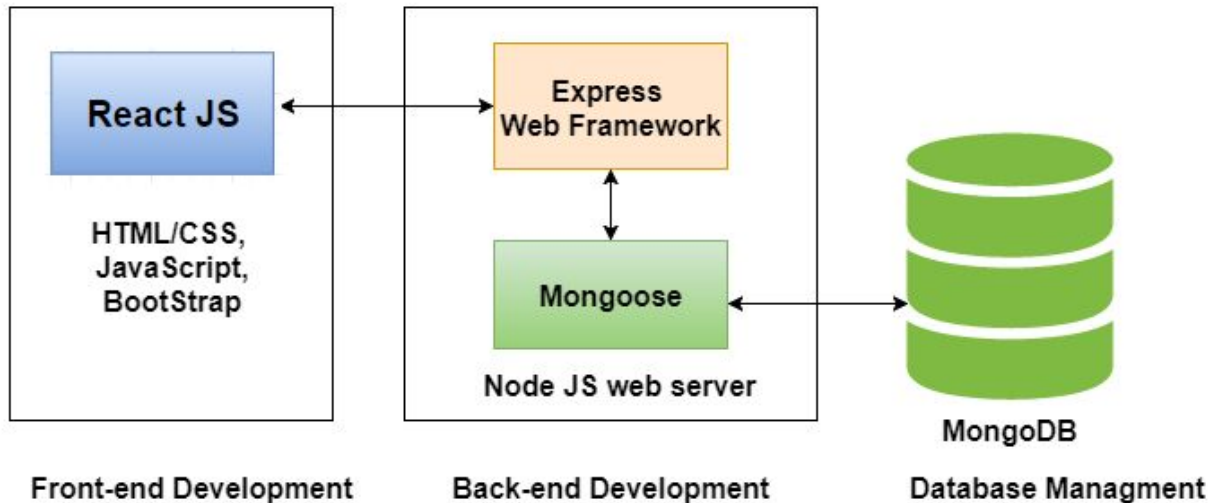 React JS
HTML/CSS,
JavaScript,
BootStrap
Front-end Development
Express
Web Framework
Mongoose
Node JS web server
Back-end Development
MongoDB
Database Managment